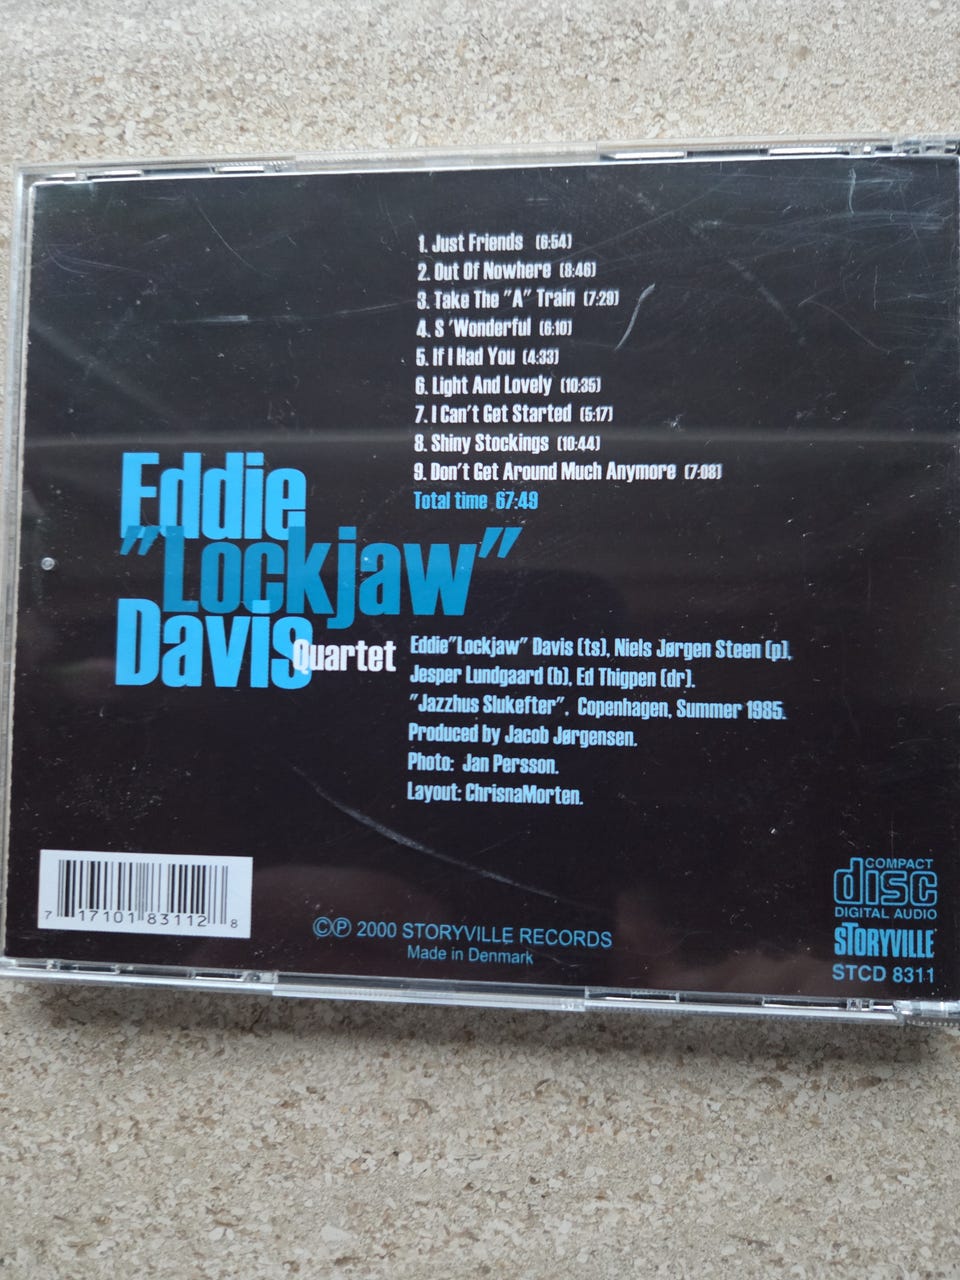 1. Just Friends (6:54)
2. Out Of Nowhere (8:46)
3. Take The "A" Train (7:29)
4. S 'Wonderful (6:10)
5. If I Had You (4:33)
6. Light And Lovely (10:35)
7. I Can't Get Started (5:17)
8. Shiny Stockings (10:44)
9. Don't Get Around Much Anymore (7:08)
Total time 67:49
Eddie
"Lockjaw"
Davis
Quartet
Eddie"Lockjaw" Davis (ts), Niels Jørgen Steen (p),
Jesper Lundgaard (b), Ed Thigpen (dr).
"Jazzhus Slukefter", Copenhagen, Summer 1985.
Produced by Jacob Jørgensen.
Photo: Jan Persson.
Layout: ChrisnaMorten.
7 17101 83112 8
©℗ 2000 STORYVILLE RECORDS
Made in Denmark
COMPACT
disc
DIGITAL AUDIO
STORYVILLE
STCD 8311